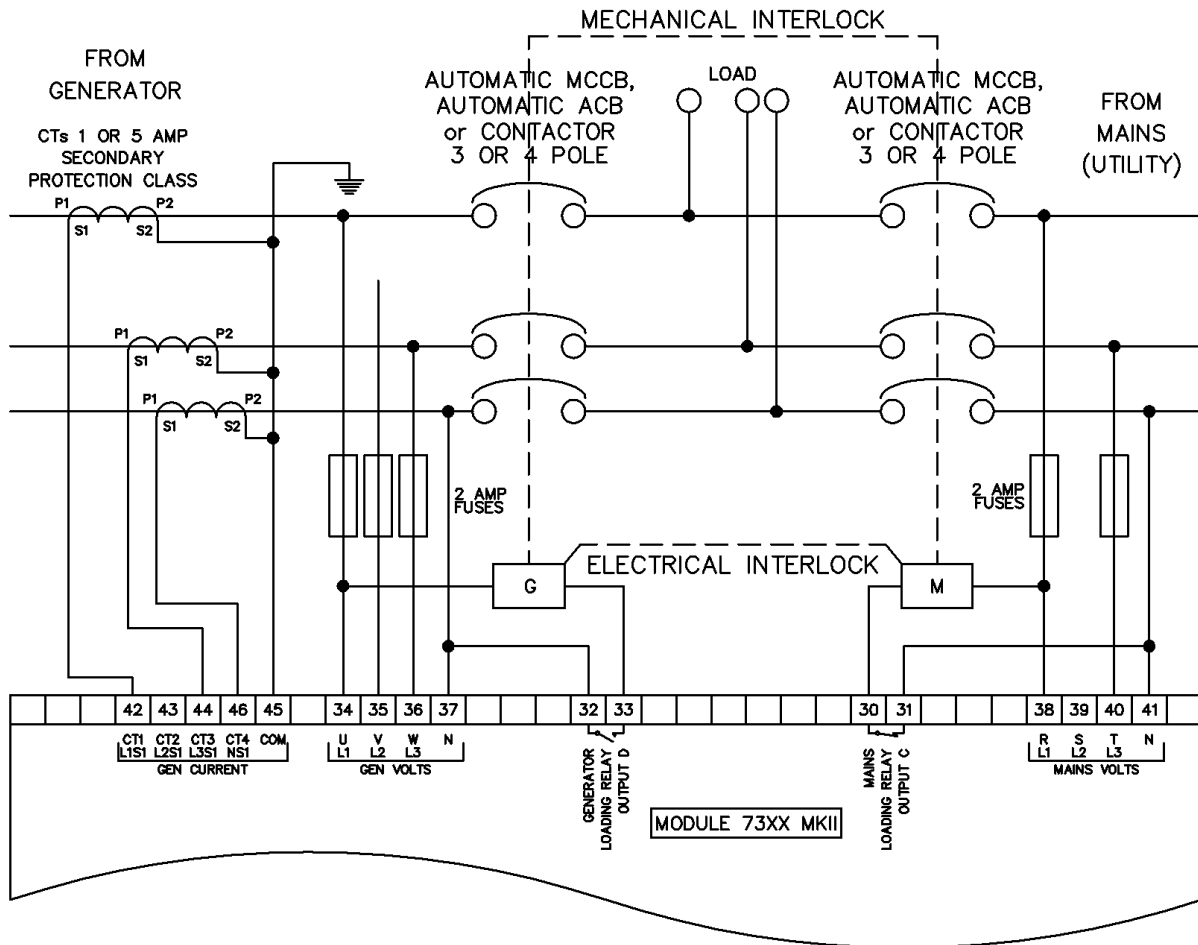 MECHANICAL INTERLOCK
FROM
GENERATOR
CTs 1 OR 5 AMP
SECONDARY
PROTECTION CLASS
AUTOMATIC MCCB,
AUTOMATIC ACB
or CONTACTOR
3 OR 4 POLE
LOAD
AUTOMATIC MCCB,
AUTOMATIC ACB
or CONTACTOR
3 OR 4 POLE
FROM
MAINS
(UTILITY)
P1 P2
S1 S2
P1 P2
S1 S2
P1 P2
S1 S2
2 AMP
FUSES
2 AMP
FUSES
ELECTRICAL INTERLOCK
G
M
42 43 44 46 45 34 35 36 37 32 33 30 31 38 39 40 41
CT1 CT2 CT3 CT4 COM
L1S1 L2S1 L3S1 NS1
GEN CURRENT
U V W N
L1 L2 L3
GEN VOLTS
GENERATOR
LOADING RELAY
OUTPUT D
MAINS
LOADING RELAY
OUTPUT C
R S T N
L1 L2 L3
MAINS VOLTS
MODULE 73XX MKII